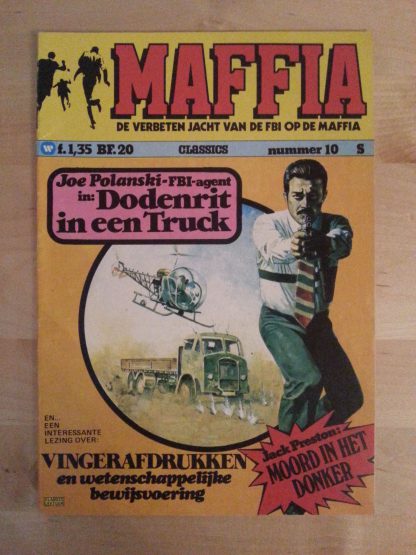 MAFFIA
DE VERBETEN JACHT VAN DE FBI OP DE MAFFIA
W f.1,35 BF.20 CLASSICS nummer 10 S
Joe Polanski-FBI-agent
in: Dodenrit
in een Truck
EN...
EEN
INTERESSANTE
LEZING OVER:
VINGERAFDRUKKEN
en wetenschappelijke
bewijsvoering
Jack Preston:
MOORD IN HET
DONKER
CLASSICS